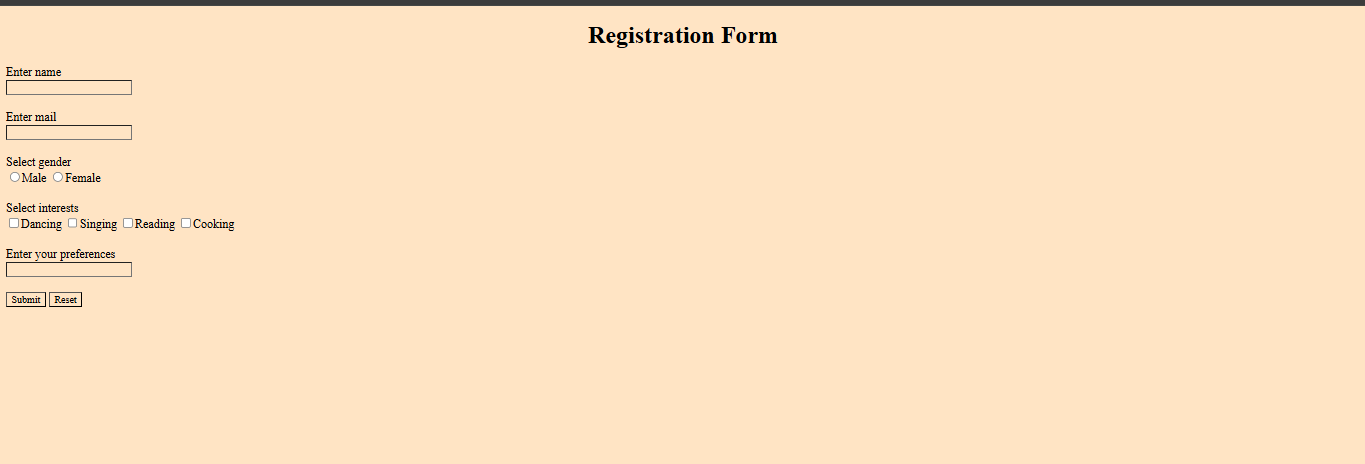 Registration Form
Enter name
Enter mail
Select gender
Male Female
Select interests
Dancing Singing Reading Cooking
Enter your preferences
Submit Reset